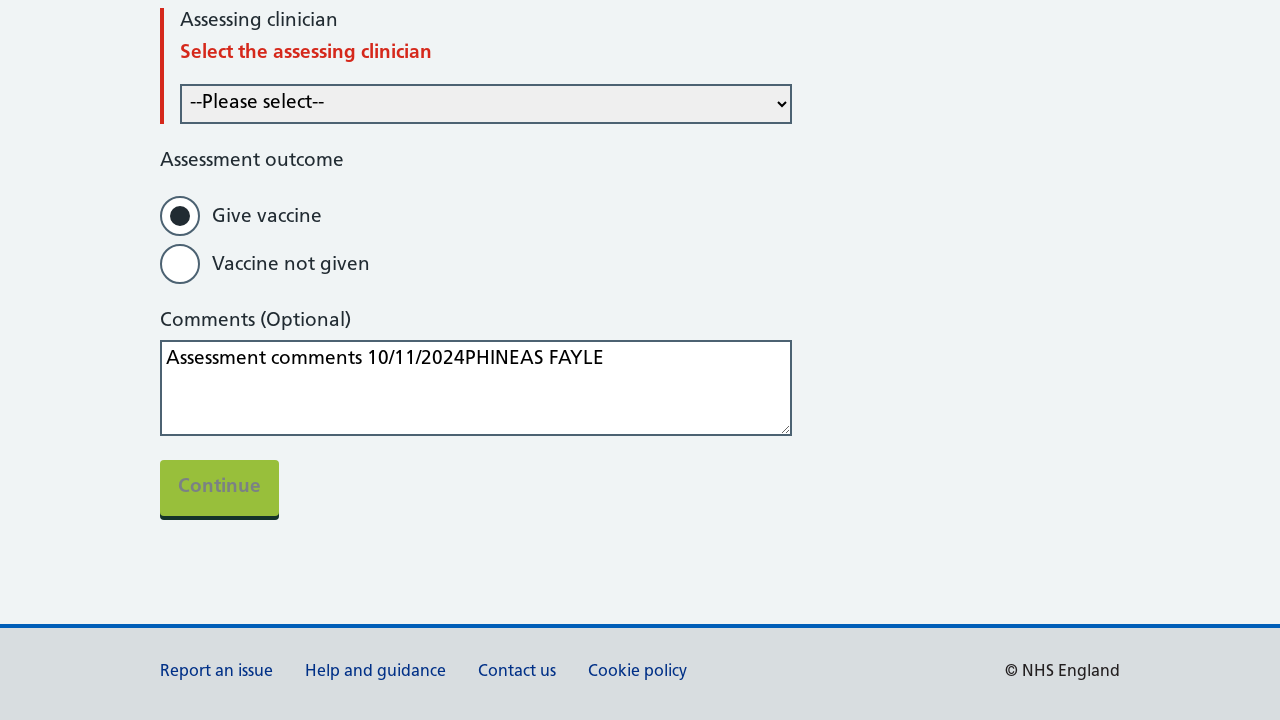 Assessing clinician
Select the assessing clinician
--Please select--
Assessment outcome
Give vaccine
Vaccine not given
Comments (Optional)
Assessment comments 10/11/2024PHINEAS FAYLE
Continue
Report an issue Help and guidance Contact us Cookie policy © NHS England